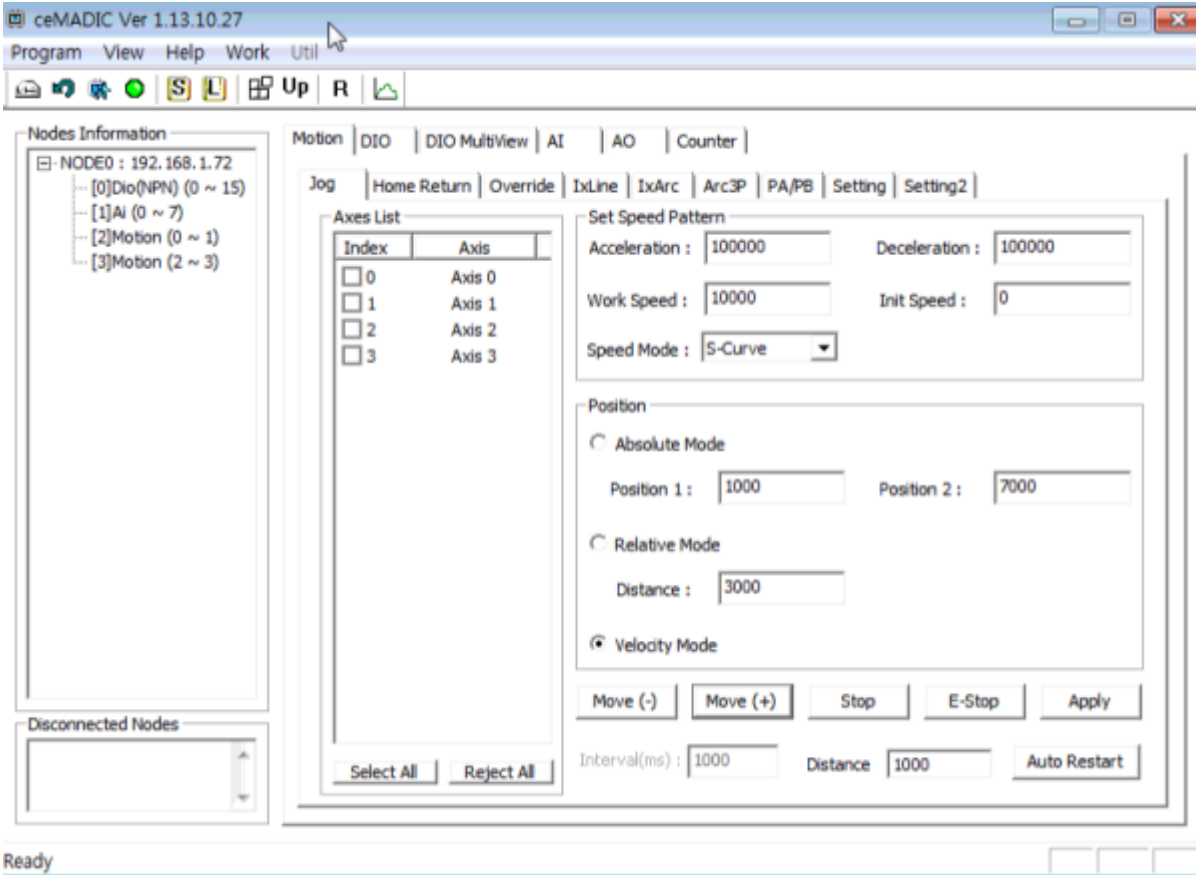 ceMADIC Ver 1.13.10.27
Program View Help Work Util
S L Up R
Nodes Information
NODE0 : 192.168.1.72
[0]Dio(NPN) (0 ~ 15)
[1]Ai (0 ~ 7)
[2]Motion (0 ~ 1)
[3]Motion (2 ~ 3)
Disconnected Nodes
Motion DIO DIO MultiView AI AO Counter
Jog Home Return Override IxLine IxArc Arc3P PA/PB Setting Setting2
Axes List
Index Axis
0 Axis 0
1 Axis 1
2 Axis 2
3 Axis 3
Select All Reject All
Set Speed Pattern
Acceleration : 100000 Deceleration : 100000
Work Speed : 10000 Init Speed : 0
Speed Mode : S-Curve
Position
Absolute Mode
Position 1 : 1000 Position 2 : 7000
Relative Mode
Distance : 3000
Velocity Mode
Move (-) Move (+) Stop E-Stop Apply
Interval(ms) : 1000 Distance 1000 Auto Restart
Ready